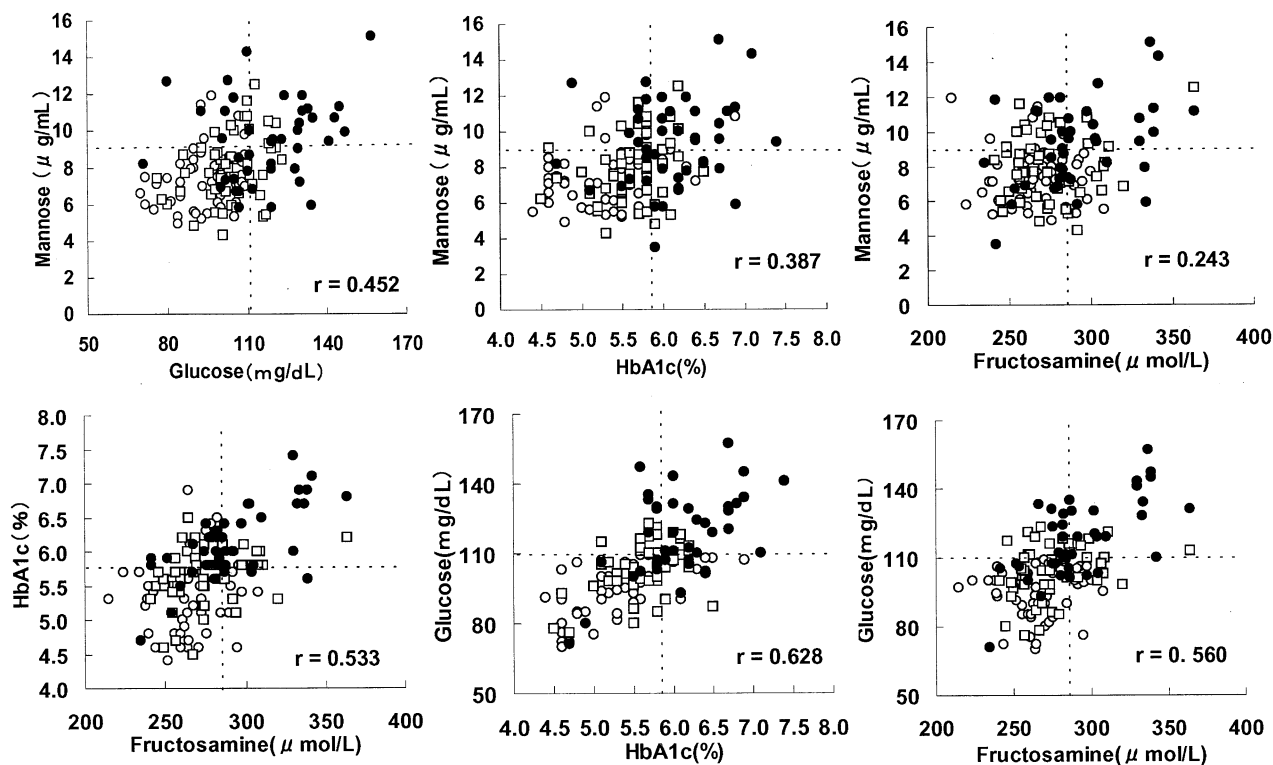 16
14
12
10
8
6
4
2
0
Mannose (μ g/mL)
r = 0.452
50 80 110 140 170
Glucose(mg/dL)
16
14
12
10
8
6
4
2
0
Mannose (μ g/mL)
r = 0.387
4.0 4.5 5.0 5.5 6.0 6.5 7.0 7.5 8.0
HbA1c(%)
16
14
12
10
8
6
4
2
0
Mannose (μ g/mL)
r = 0.243
200 250 300 350 400
Fructosamine(μ mol/L)
8.0
7.5
7.0
6.5
6.0
5.5
5.0
4.5
4.0
HbA1c(%)
r = 0.533
200 250 300 350 400
Fructosamine(μ mol/L)
170
140
110
80
50
Glucose(mg/dL)
r = 0.628
4.0 4.5 5.0 5.5 6.0 6.5 7.0 7.5 8.0
HbA1c(%)
170
140
110
80
50
Glucose(mg/dL)
r = 0. 560
200 250 300 350 400
Fructosamine(μ mol/L)